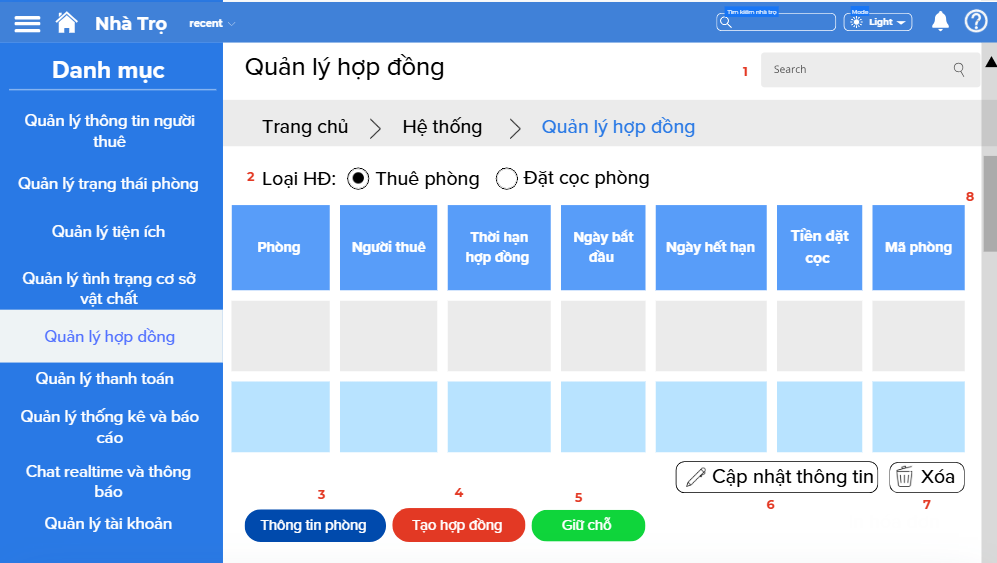 Nhà Trọ
recent
Tìm kiếm nhà trọ
Mode
Light
Danh mục
Quản lý thông tin người
thuê
Quản lý trạng thái phòng
Quản lý tiện ích
Quản lý tình trạng cơ sở
vật chất
Quản lý hợp đồng
Quản lý thanh toán
Quản lý thống kê và báo
cáo
Chat realtime và thông
báo
Quản lý tài khoản
Quản lý hợp đồng
1
Search
Trang chủ
Hệ thống
Quản lý hợp đồng
2
Loại HĐ:
Thuê phòng
Đặt cọc phòng
8
Phòng
Người thuê
Thời hạn
hợp đồng
Ngày bắt
đầu
Ngày hết hạn
Tiền đặt
cọc
Mã phòng
Cập nhật thông tin
Xóa
3
4
5
6
7
Thông tin phòng
Tạo hợp đồng
Giữ chỗ